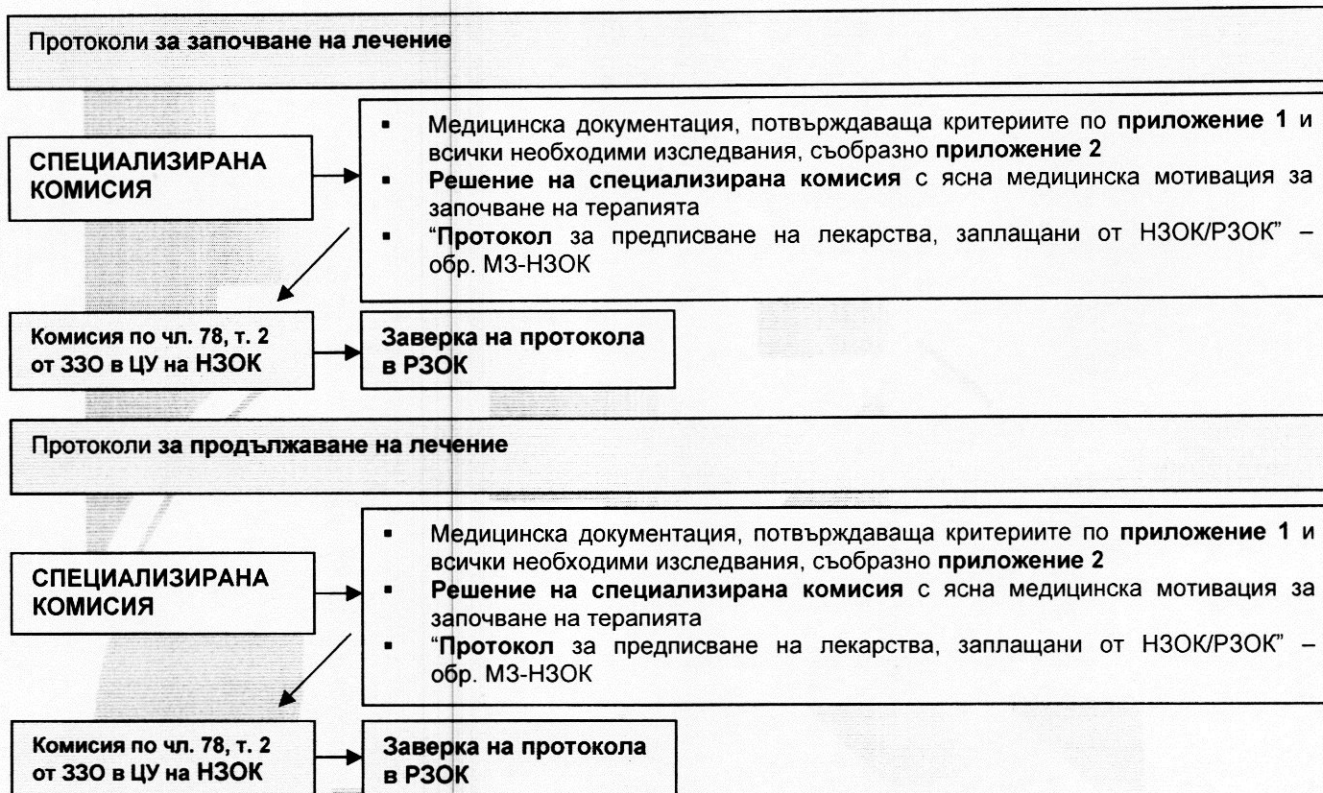 Протоколи за започване на лечение
СПЕЦИАЛИЗИРАНА
КОМИСИЯ
▪ Медицинска документация, потвърждаваща критериите по приложение 1 и
всички необходими изследвания, съобразно приложение 2
▪ Решение на специализирана комисия с ясна медицинска мотивация за
започване на терапията
▪ “Протокол за предписване на лекарства, заплащани от НЗОК/РЗОК” –
обр. МЗ-НЗОК
Комисия по чл. 78, т. 2
от ЗЗО в ЦУ на НЗОК
Заверка на протокола
в РЗОК
Протоколи за продължаване на лечение
СПЕЦИАЛИЗИРАНА
КОМИСИЯ
▪ Медицинска документация, потвърждаваща критериите по приложение 1 и
всички необходими изследвания, съобразно приложение 2
▪ Решение на специализирана комисия с ясна медицинска мотивация за
започване на терапията
▪ “Протокол за предписване на лекарства, заплащани от НЗОК/РЗОК” –
обр. МЗ-НЗОК
Комисия по чл. 78, т. 2
от ЗЗО в ЦУ на НЗОК
Заверка на протокола
в РЗОК